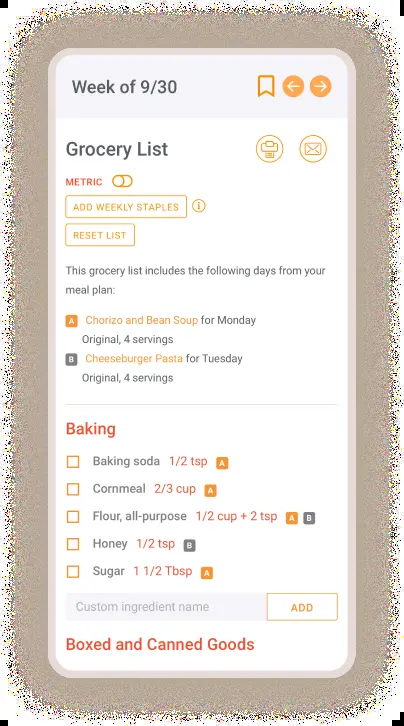 Week of 9/30
Grocery List
METRIC
ADD WEEKLY STAPLES i
RESET LIST
This grocery list includes the following days from your
meal plan:
A Chorizo and Bean Soup for Monday
Original, 4 servings
B Cheeseburger Pasta for Tuesday
Original, 4 servings
Baking
Baking soda 1/2 tsp A
Cornmeal 2/3 cup A
Flour, all-purpose 1/2 cup + 2 tsp A B
Honey 1/2 tsp B
Sugar 1 1/2 Tbsp A
Custom ingredient name ADD
Boxed and Canned Goods